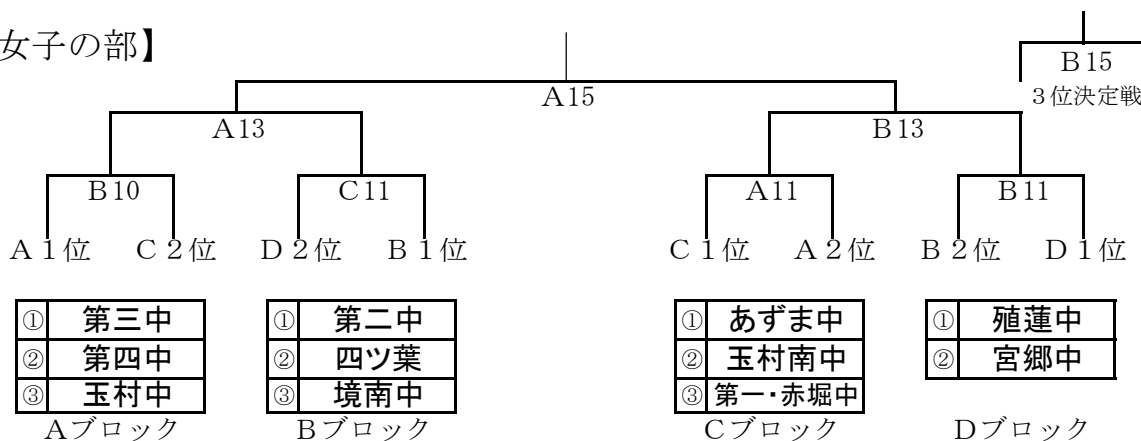 女子の部】
B15
A15
3位決定戦
A13 B13
B10 C11 A11 B11
A1位 C2位 D2位 B1位 C1位 A2位 B2位 D1位
① 第三中 ① 第二中 ① あずま中 ① 殖蓮中
② 第四中 ② 四ツ葉 ② 玉村南中 ② 宮郷中
③ 玉村中 ③ 境南中 ③ 第一・赤堀中
Aブロック Bブロック Cブロック Dブロック